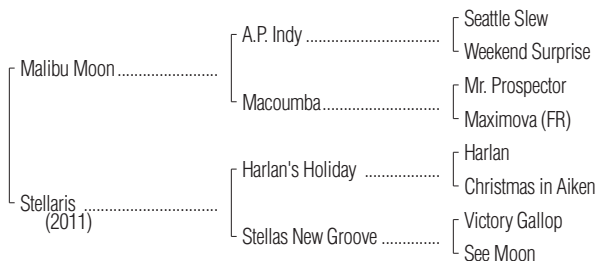 Seattle Slew
A.P. Indy ..............................
Weekend Surprise
Malibu Moon ......................
Mr. Prospector
Macoumba..........................
Maximova (FR)
Harlan
Harlan's Holiday .................
Christmas in Aiken
Stellaris ..............................
(2011)
Victory Gallop
Stellas New Groove .............
See Moon